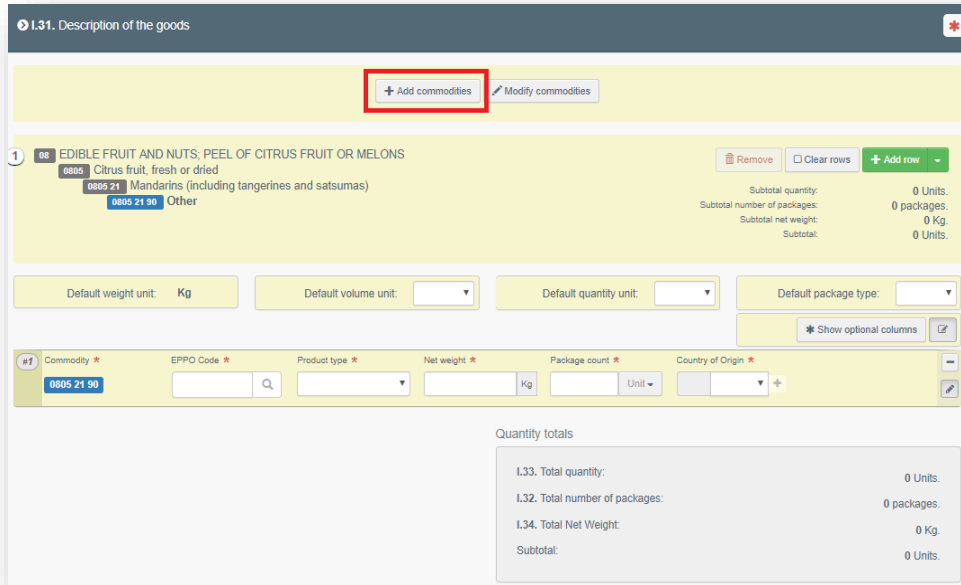 I.31. Description of the goods *
+ Add commodities Modify commodities
1 08 EDIBLE FRUIT AND NUTS; PEEL OF CITRUS FRUIT OR MELONS
Remove Clear rows + Add row
0805 Citrus fruit, fresh or dried
0805 21 Mandarins (including tangerines and satsumas)
0805 21 90 Other
Subtotal quantity: 0 Units.
Subtotal number of packages: 0 packages.
Subtotal net weight: 0 Kg.
Subtotal: 0 Units.
Default weight unit: Kg Default volume unit: Default quantity unit: Default package type:
* Show optional columns
#1 Commodity * EPPO Code * Product type * Net weight * Package count * Country of Origin *
0805 21 90 Kg Unit +
Quantity totals
I.33. Total quantity: 0 Units.
I.32. Total number of packages: 0 packages.
I.34. Total Net Weight: 0 Kg.
Subtotal: 0 Units.